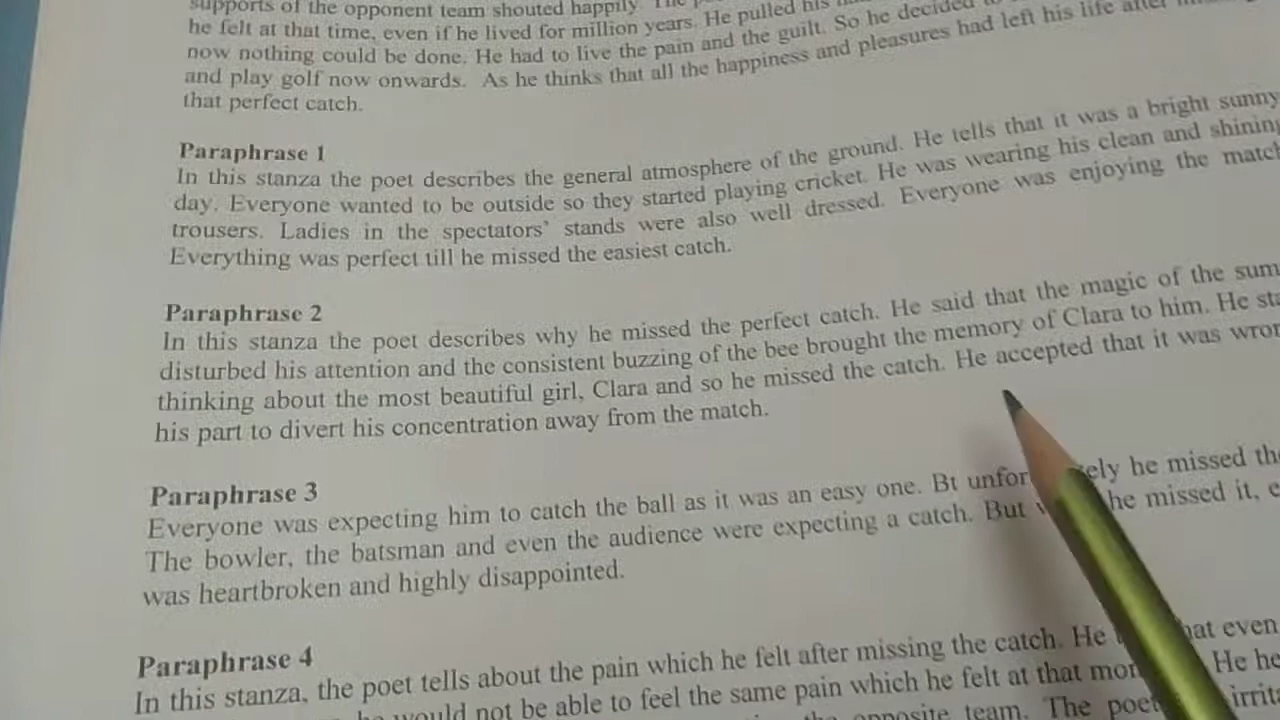 supports of the opponent team shouted happily. The
he felt at that time, even if he lived for million years. He pulled his
now nothing could be done. He had to live the pain and the guilt. So he decided to
and play golf now onwards. As he thinks that all the happiness and pleasures had left his life after
that perfect catch.
Paraphrase 1
In this stanza the poet describes the general atmosphere of the ground. He tells that it was a bright sunny
day. Everyone wanted to be outside so they started playing cricket. He was wearing his clean and shining
trousers. Ladies in the spectators' stands were also well dressed. Everyone was enjoying the match
Everything was perfect till he missed the easiest catch.
Paraphrase 2
In this stanza the poet describes why he missed the perfect catch. He said that the magic of the sum
disturbed his attention and the consistent buzzing of the bee brought the memory of Clara to him. He sta
thinking about the most beautiful girl, Clara and so he missed the catch. He accepted that it was wron
his part to divert his concentration away from the match.
Paraphrase 3
Everyone was expecting him to catch the ball as it was an easy one. Bt unfor ely he missed the
The bowler, the batsman and even the audience were expecting a catch. But he missed it, e
was heartbroken and highly disappointed.
Paraphrase 4
In this stanza, the poet tells about the pain which he felt after missing the catch. He hat even
he would not be able to feel the same pain which he felt at that mor He he
the opposite team. The poet irrita